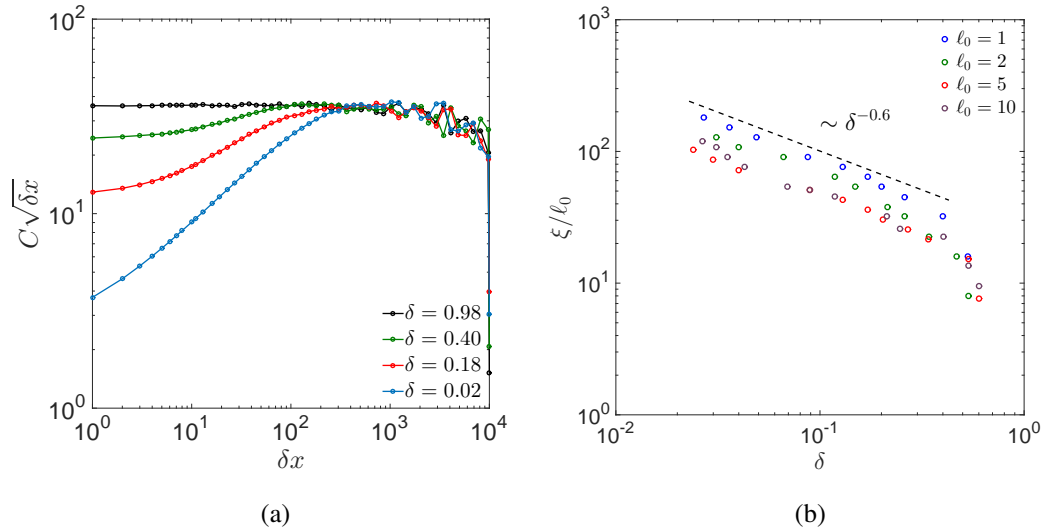 10^2
10^1
10^0
C\sqrt{\delta x}
δ = 0.98
δ = 0.40
δ = 0.18
δ = 0.02
10^0 10^1 10^2 10^3 10^4
δx
(a)
10^3
10^2
10^1
10^0
ξ/ℓ_0
ℓ_0 = 1
ℓ_0 = 2
ℓ_0 = 5
ℓ_0 = 10
∼ δ^{-0.6}
10^{-2} 10^{-1} 10^0
δ
(b)